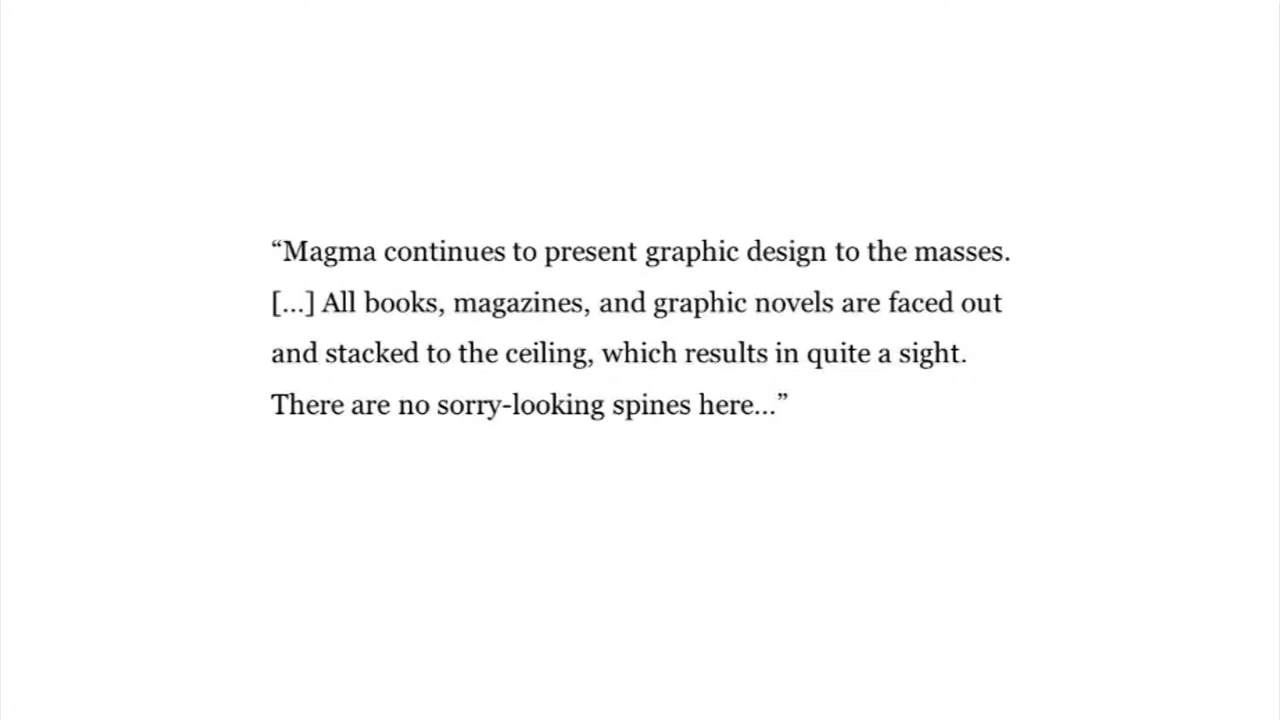 “Magma continues to present graphic design to the masses.
[…] All books, magazines, and graphic novels are faced out
and stacked to the ceiling, which results in quite a sight.
There are no sorry-looking spines here…”